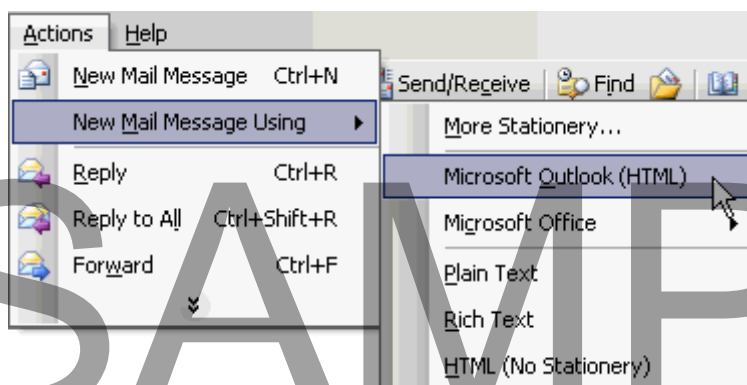 Actions Help
New Mail Message Ctrl+N
Send/Receive Find
New Mail Message Using
More Stationery...
Reply Ctrl+R
Microsoft Outlook (HTML)
Reply to All Ctrl+Shift+R
Microsoft Office
Forward Ctrl+F
Plain Text
Rich Text
HTML (No Stationery)
SAMP